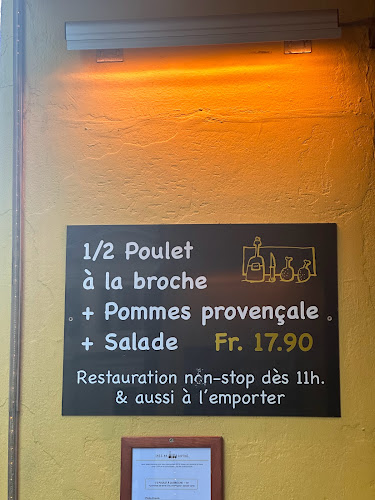 1/2 Poulet
à la broche
+ Pommes provençale
+ Salade Fr. 17.90
Restauration non-stop dès 11h.
& aussi à l'emporter